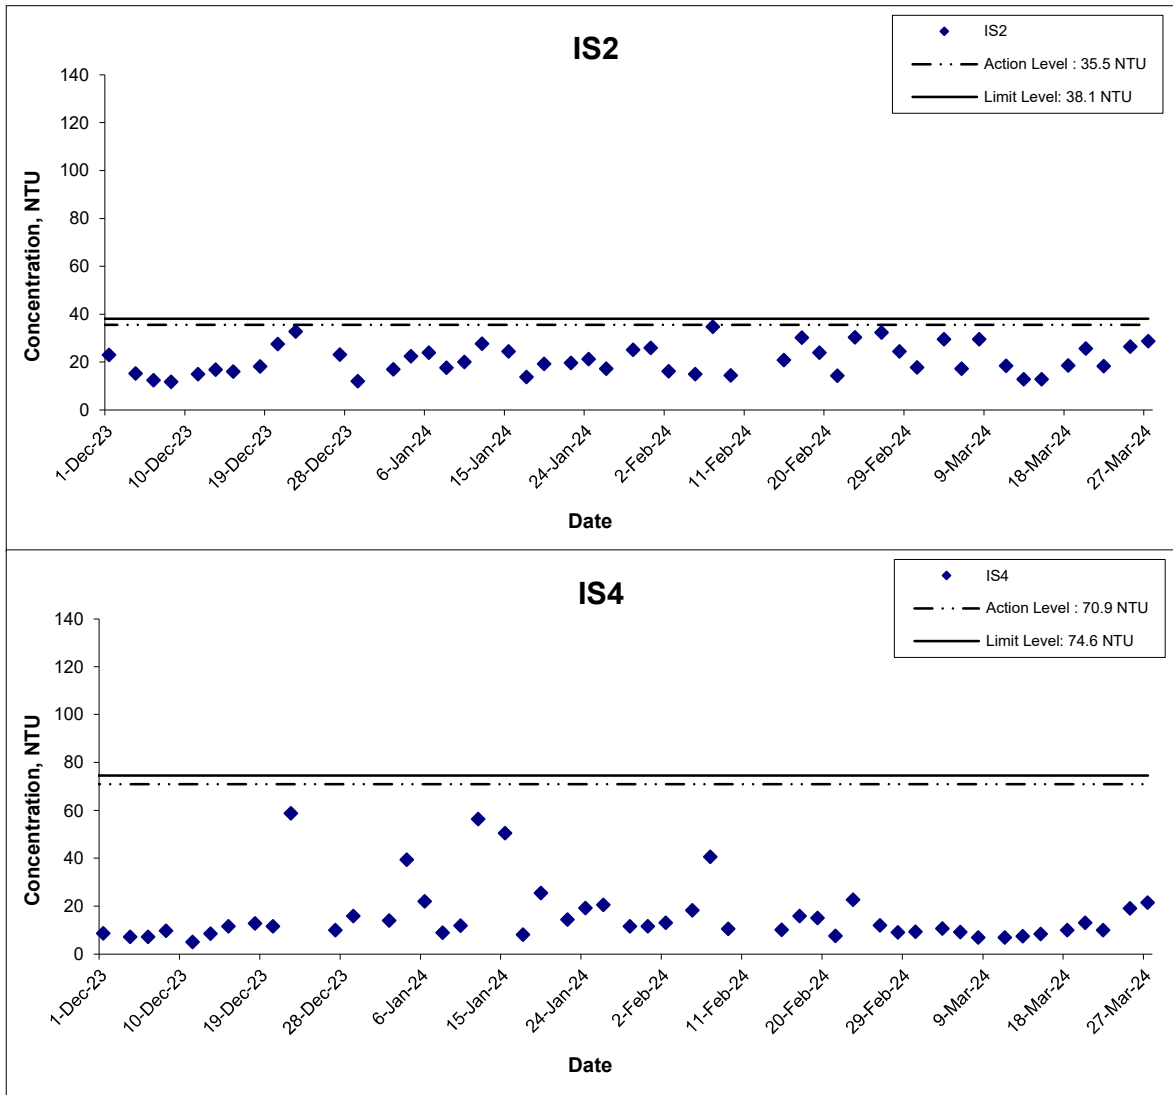 IS2
IS2
Action Level : 35.5 NTU
Limit Level: 38.1 NTU
Concentration, NTU
140
120
100
80
60
40
20
0
1-Dec-23
10-Dec-23
19-Dec-23
28-Dec-23
6-Jan-24
15-Jan-24
24-Jan-24
2-Feb-24
11-Feb-24
20-Feb-24
29-Feb-24
9-Mar-24
18-Mar-24
27-Mar-24
Date
IS4
IS4
Action Level : 70.9 NTU
Limit Level: 74.6 NTU
Concentration, NTU
140
120
100
80
60
40
20
0
1-Dec-23
10-Dec-23
19-Dec-23
28-Dec-23
6-Jan-24
15-Jan-24
24-Jan-24
2-Feb-24
11-Feb-24
20-Feb-24
29-Feb-24
9-Mar-24
18-Mar-24
27-Mar-24
Date